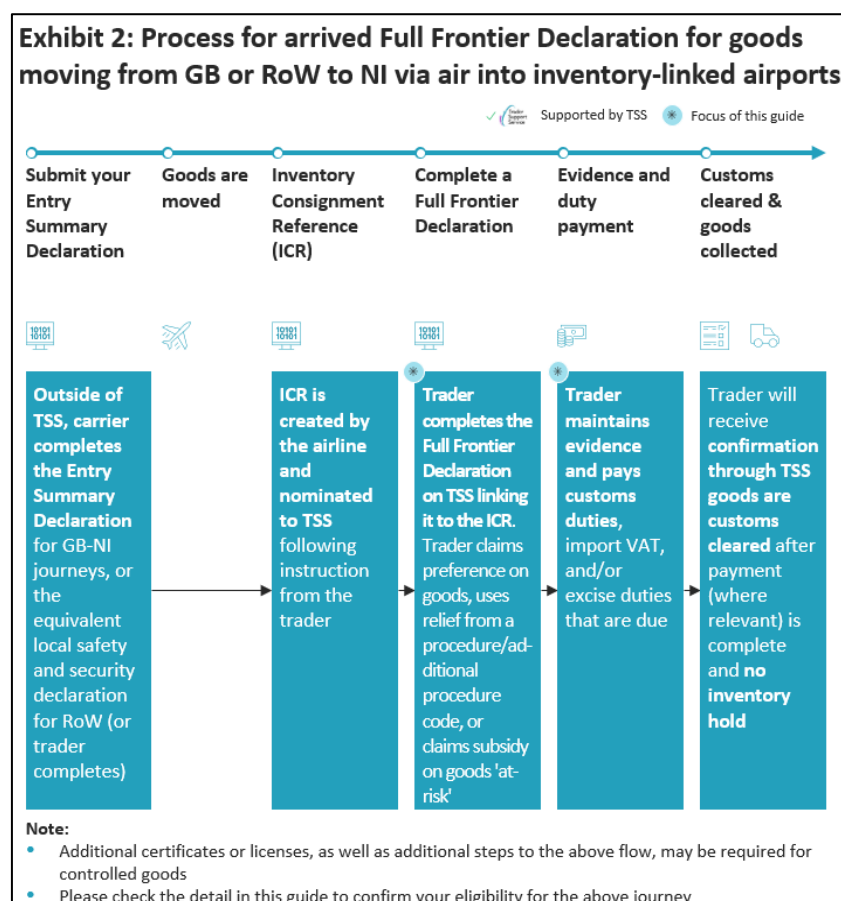 Exhibit 2: Process for arrived Full Frontier Declaration for goods
moving from GB or RoW to NI via air into inventory-linked airports
Trader
Support
Service
Supported by TSS
Focus of this guide
Submit your
Entry
Summary
Declaration
Goods are
moved
Inventory
Consignment
Reference
(ICR)
Complete a
Full Frontier
Declaration
Evidence and
duty
payment
Customs
cleared &
goods
collected
10101
10101
10101
10101
10101
10101
Outside of
TSS, carrier
completes
the Entry
Summary
Declaration
for GB-NI
journeys, or
the
equivalent
local safety
and security
declaration
for RoW (or
trader
completes)
ICR is
created by
the airline
and
nominated
to TSS
following
instruction
from the
trader
Trader
completes the
Full Frontier
Declaration
on TSS linking
it to the ICR.
Trader claims
preference on
goods, uses
relief from a
procedure/ad-
ditional
procedure
code, or
claims subsidy
on goods 'at-
risk'
Trader
maintains
evidence
and pays
customs
duties,
import VAT,
and/or
excise duties
that are due
Trader will
receive
confirmation
through TSS
goods are
customs
cleared after
payment
(where
relevant) is
complete
and no
inventory
hold
Note:
• Additional certificates or licenses, as well as additional steps to the above flow, may be required for
controlled goods
• Please check the detail in this guide to confirm your eligibility for the above journey